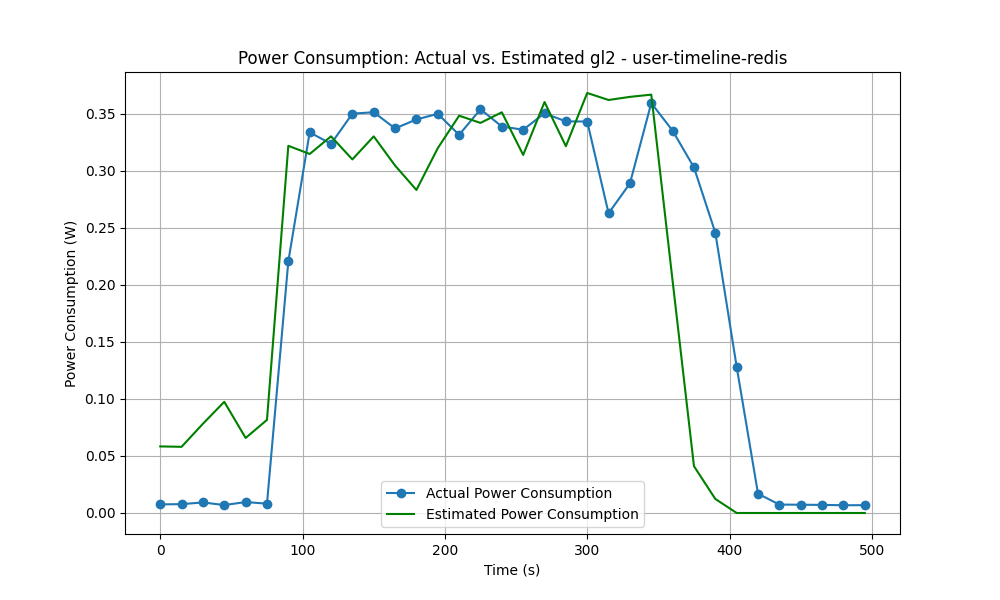 Power Consumption: Actual vs. Estimated gl2 - user-timeline-redis
Power Consumption (W)
0.35
0.30
0.25
0.20
0.15
0.10
0.05
0.00
Actual Power Consumption
Estimated Power Consumption
0 100 200 300 400 500
Time (s)